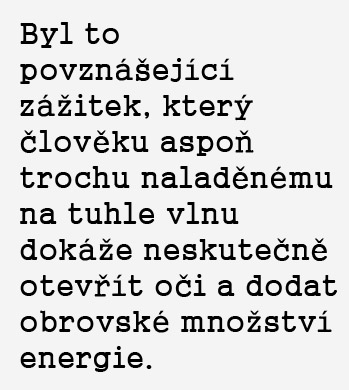 Byl to
povznášející
zážitek, který
člověku aspoň
trochu naladěnému
na tuhle vlnu
dokáže neskutečně
otevřít oči a dodat
obrovské množství
energie.